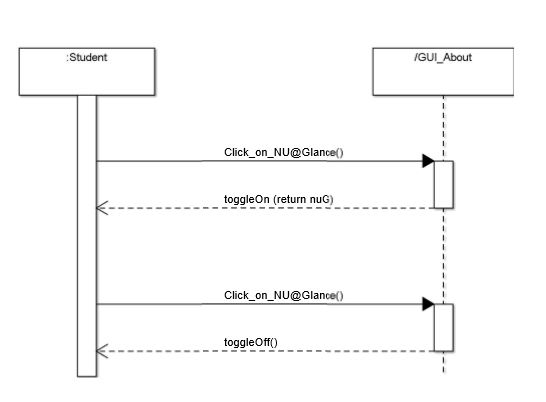 :Student
/GUI_About
Click_on_NU@Glance()
toggleOn (return nuG)
Click_on_NU@Glance()
toggleOff()